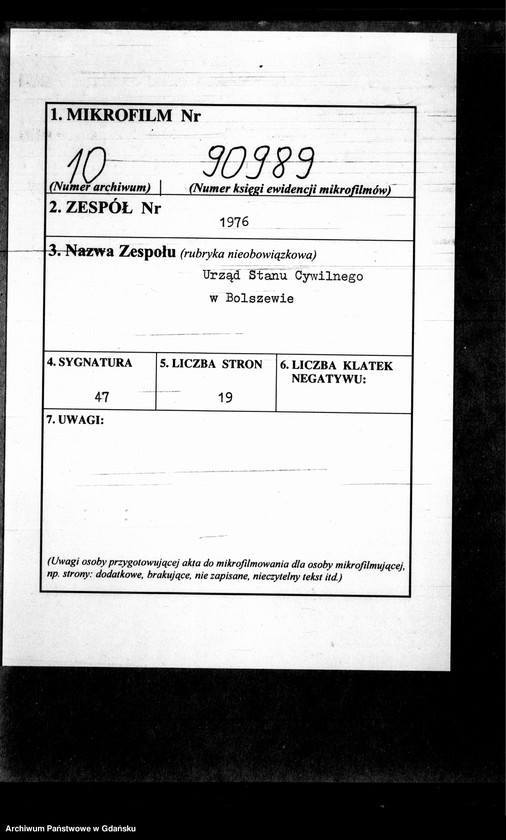 1. MIKROFILM Nr
10 90989
(Numer archiwum) (Numer księgi ewidencji mikrofilmów)
2. ZESPÓŁ Nr
1976
3. Nazwa Zespołu (rubryka nieobowiązkowa)
Urząd Stanu Cywilnego
w Bolszewie
4. SYGNATURA 5. LICZBA STRON 6. LICZBA KLATEK
NEGATYWU:
47 19
7. UWAGI:
(Uwagi osoby przygotowującej akta do mikrofilmowania dla osoby mikrofilmującej,
np. strony: dodatkowe, brakujące, nie zapisane, nieczytelny tekst itd.)
Archiwum Państwowe w Gdańsku